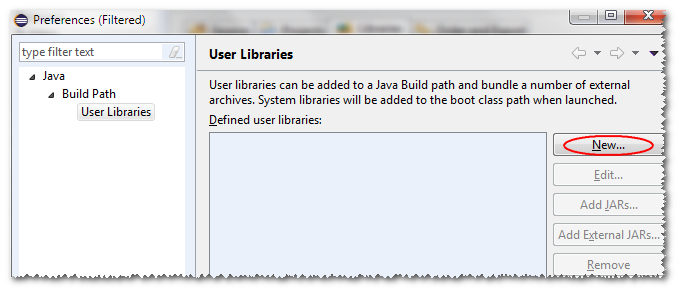 Preferences (Filtered)
type filter text
User Libraries
Java
Build Path
User Libraries
User libraries can be added to a Java Build path and bundle a number of external
archives. System libraries will be added to the boot class path when launched.
Defined user libraries:
New...
Edit...
Add JARs...
Add External JARs...
Remove